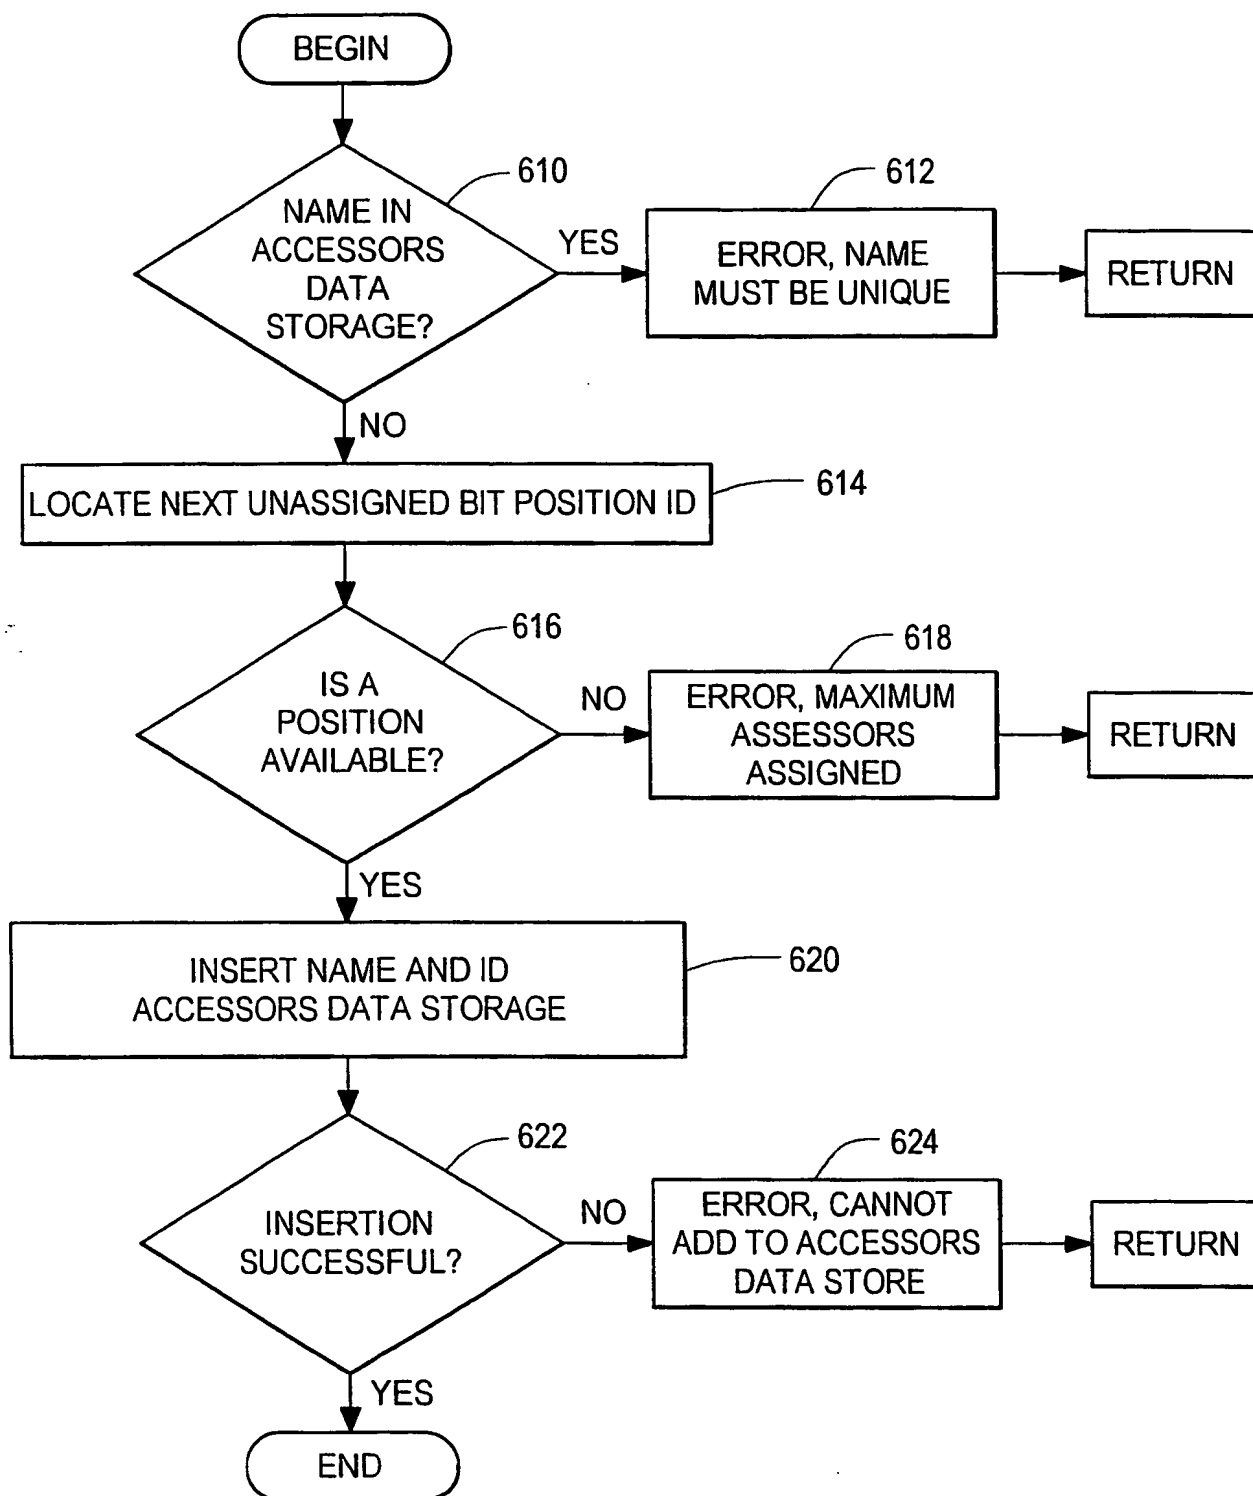 BEGIN
610
NAME IN
ACCESSORS
DATA
STORAGE?
YES
612
ERROR, NAME
MUST BE UNIQUE
RETURN
NO
LOCATE NEXT UNASSIGNED BIT POSITION ID
614
616
IS A
POSITION
AVAILABLE?
NO
618
ERROR, MAXIMUM
ASSESSORS
ASSIGNED
RETURN
YES
INSERT NAME AND ID
ACCESSORS DATA STORAGE
620
622
INSERTION
SUCCESSFUL?
NO
624
ERROR, CANNOT
ADD TO ACCESSORS
DATA STORE
RETURN
YES
END